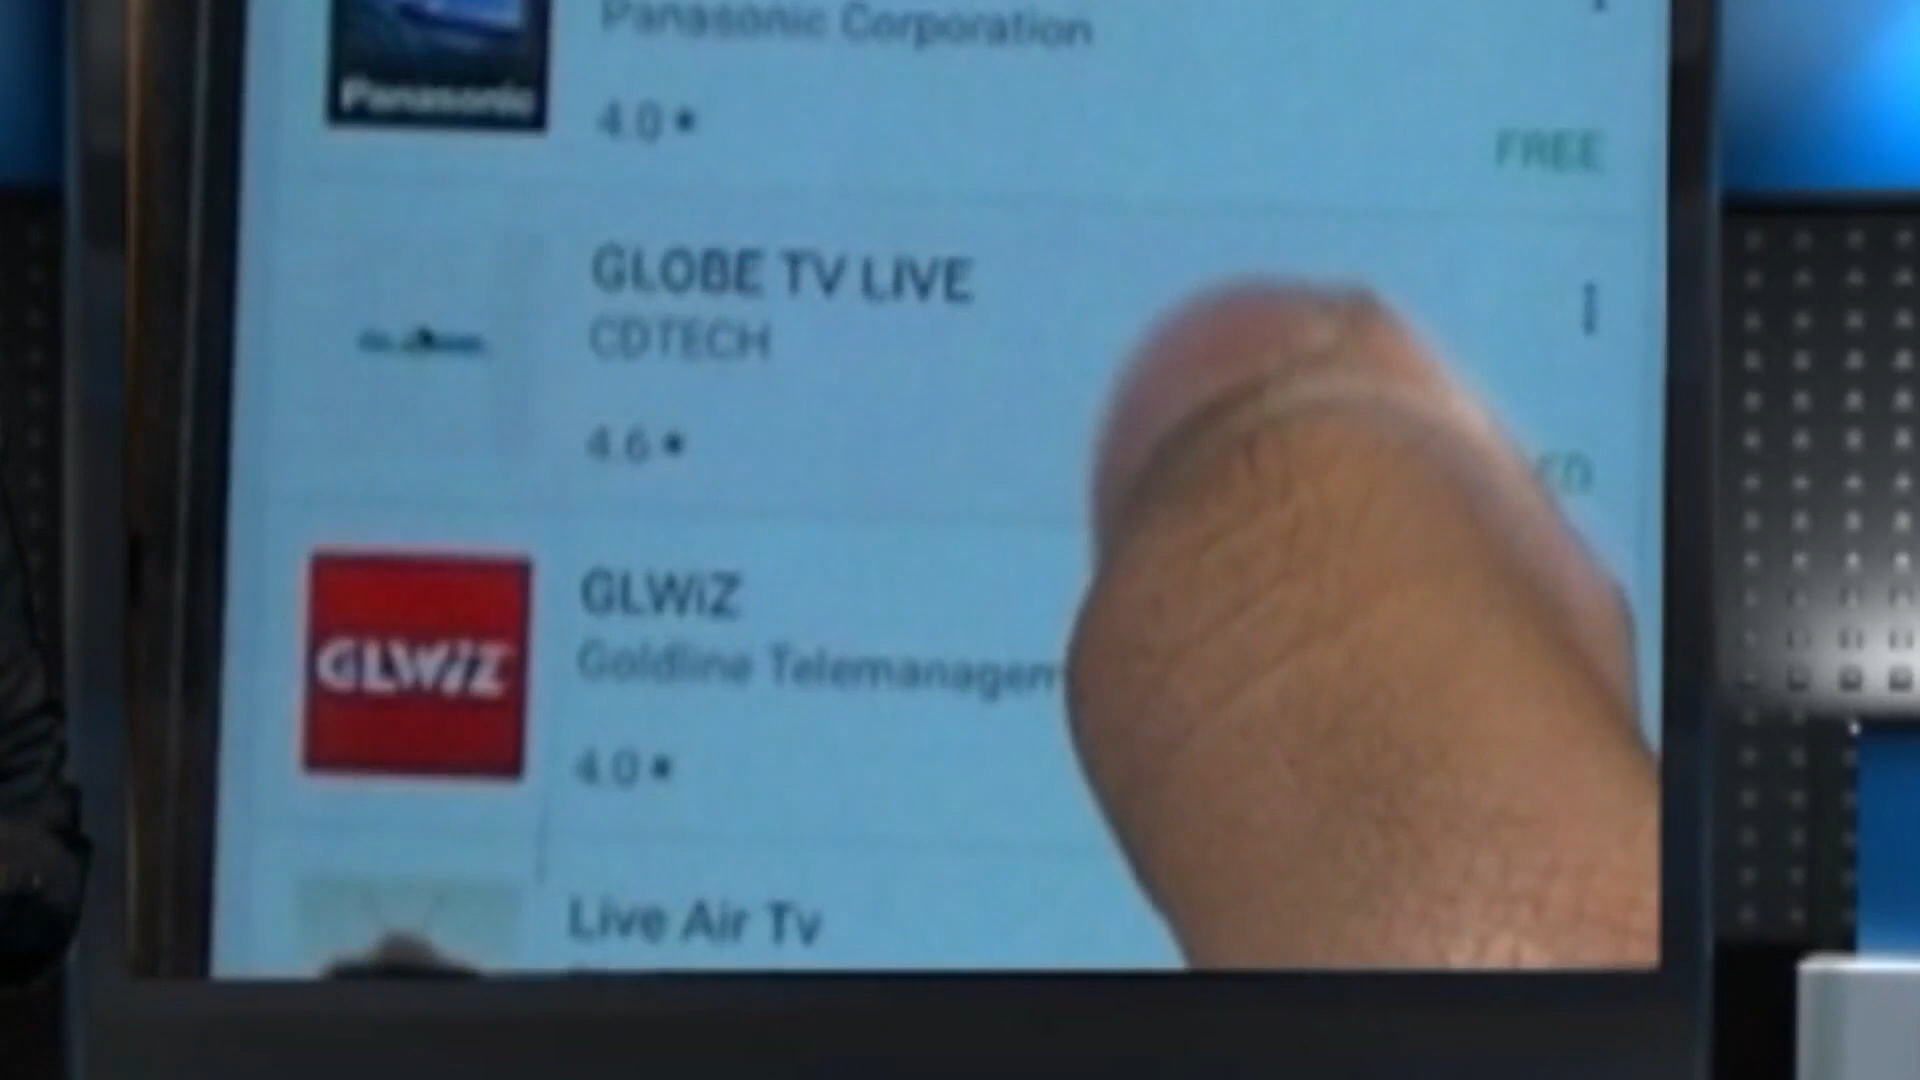 Panasonic Corporation
Panasonic
4.0 ★
FREE
GLOBE TV LIVE
CDTECH
4.6 ★
ED
GLWiZ
GLWiZ
Goldline Telemanagem
4.0 ★
Live Air Tv